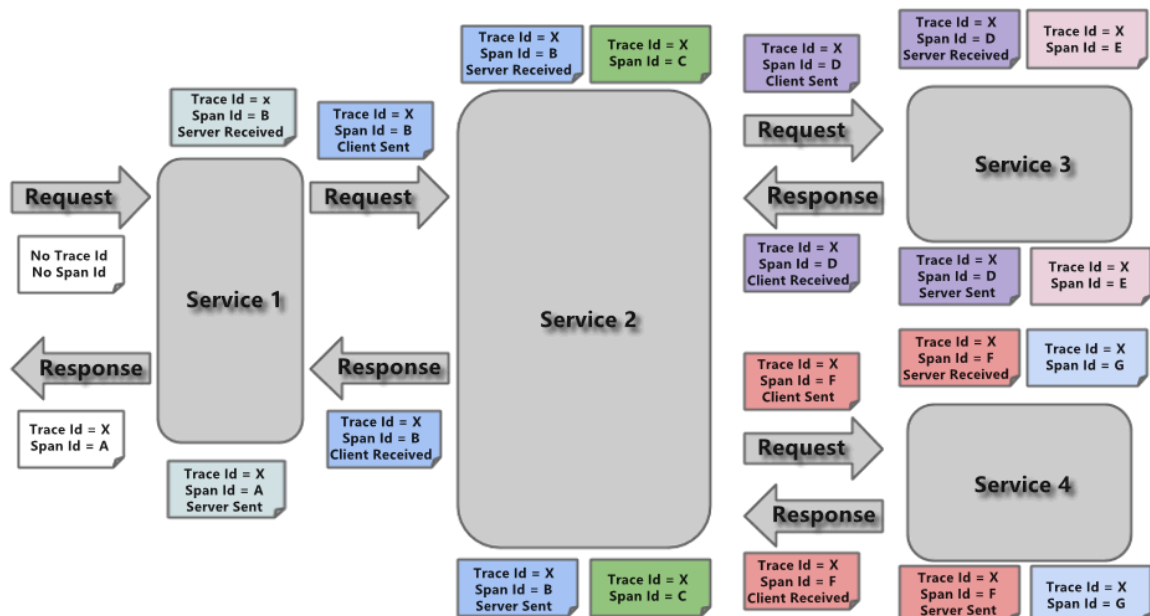 Trace Id = X
Span Id = B
Server Received
Trace Id = X
Span Id = C
Trace Id = X
Span Id = D
Client Sent
Trace Id = X
Span Id = D
Server Received
Trace Id = X
Span Id = E
Trace Id = x
Span Id = B
Server Received
Trace Id = X
Span Id = B
Client Sent
Request
Service 3
Request
Request
Response
No Trace Id
No Span Id
Trace Id = X
Span Id = D
Client Received
Trace Id = X
Span Id = D
Server Sent
Trace Id = X
Span Id = E
Service 1
Service 2
Response
Response
Trace Id = X
Span Id = F
Client Sent
Trace Id = X
Span Id = F
Server Received
Trace Id = X
Span Id = G
Trace Id = X
Span Id = A
Trace Id = X
Span Id = B
Client Received
Request
Service 4
Trace Id = X
Span Id = A
Server Sent
Response
Trace Id = X
Span Id = B
Server Sent
Trace Id = X
Span Id = C
Trace Id = X
Span Id = F
Client Received
Trace Id = X
Span Id = F
Server Sent
Trace Id = X
Span Id = G